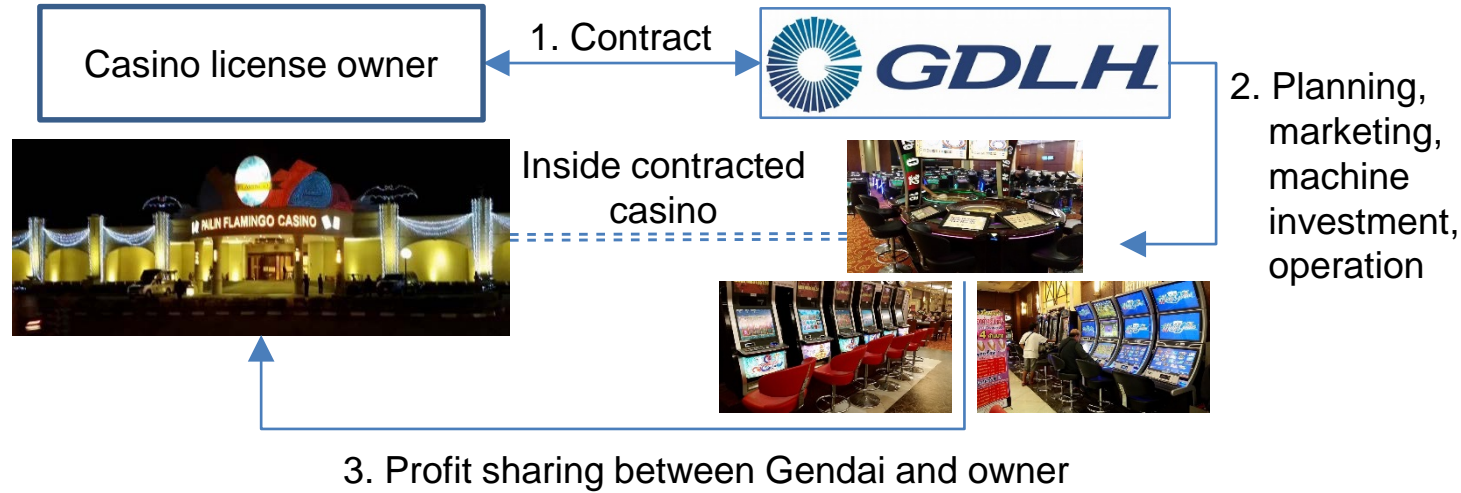 Casino license owner
1. Contract
GDLH
2. Planning,
marketing,
machine
investment,
operation
Inside contracted
casino
PAILIN FLAMINGO CASINO
3. Profit sharing between Gendai and owner